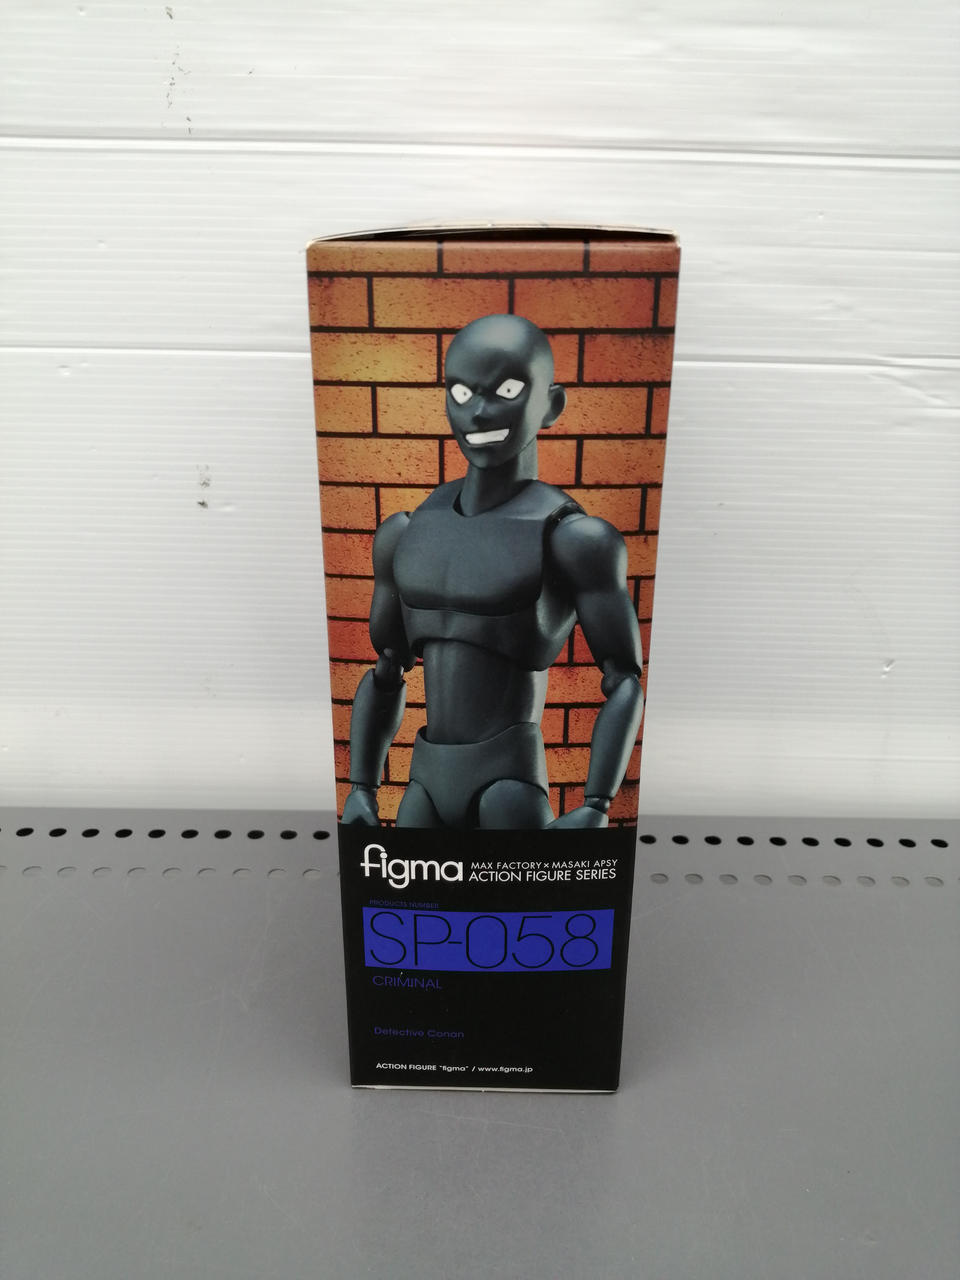 figma
MAX FACTORY × MASAKI APSY
ACTION FIGURE SERIES
PRODUCTS NUMBER
SP-058
CRIMINAL
Detective Conan
ACTION FIGURE "figma" / www.figma.jp